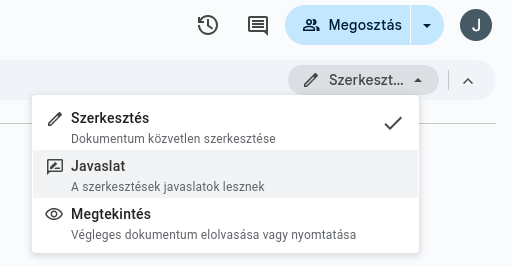 Megosztás
J
Szerkeszt...
Szerkesztés
Dokumentum közvetlen szerkesztése
Javaslat
A szerkesztések javaslatok lesznek
Megtekintés
Végleges dokumentum elolvasása vagy nyomtatása